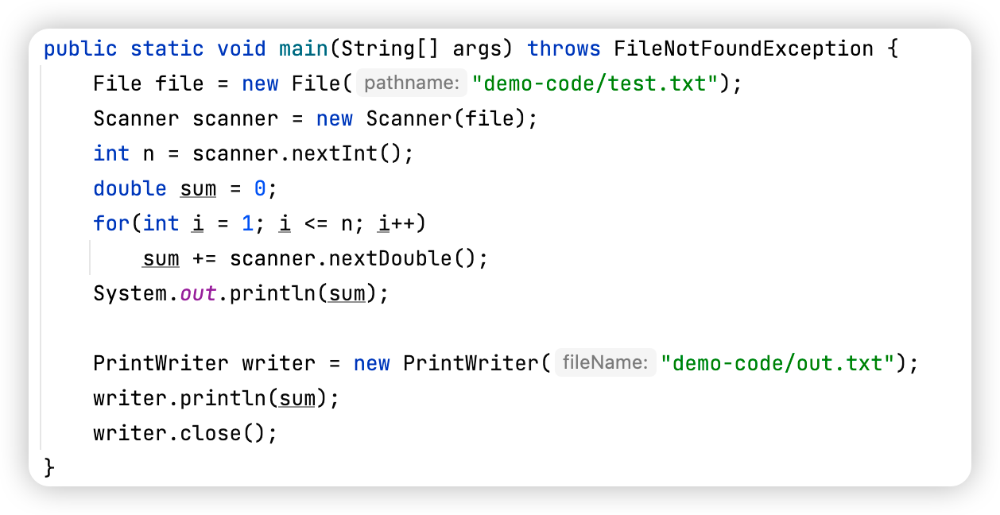 public static void main(String[] args) throws FileNotFoundException {
    File file = new File( pathname: "demo-code/test.txt");
    Scanner scanner = new Scanner(file);
    int n = scanner.nextInt();
    double sum = 0;
    for(int i = 1; i <= n; i++)
        sum += scanner.nextDouble();
    System.out.println(sum);

    PrintWriter writer = new PrintWriter( fileName: "demo-code/out.txt");
    writer.println(sum);
    writer.close();
}